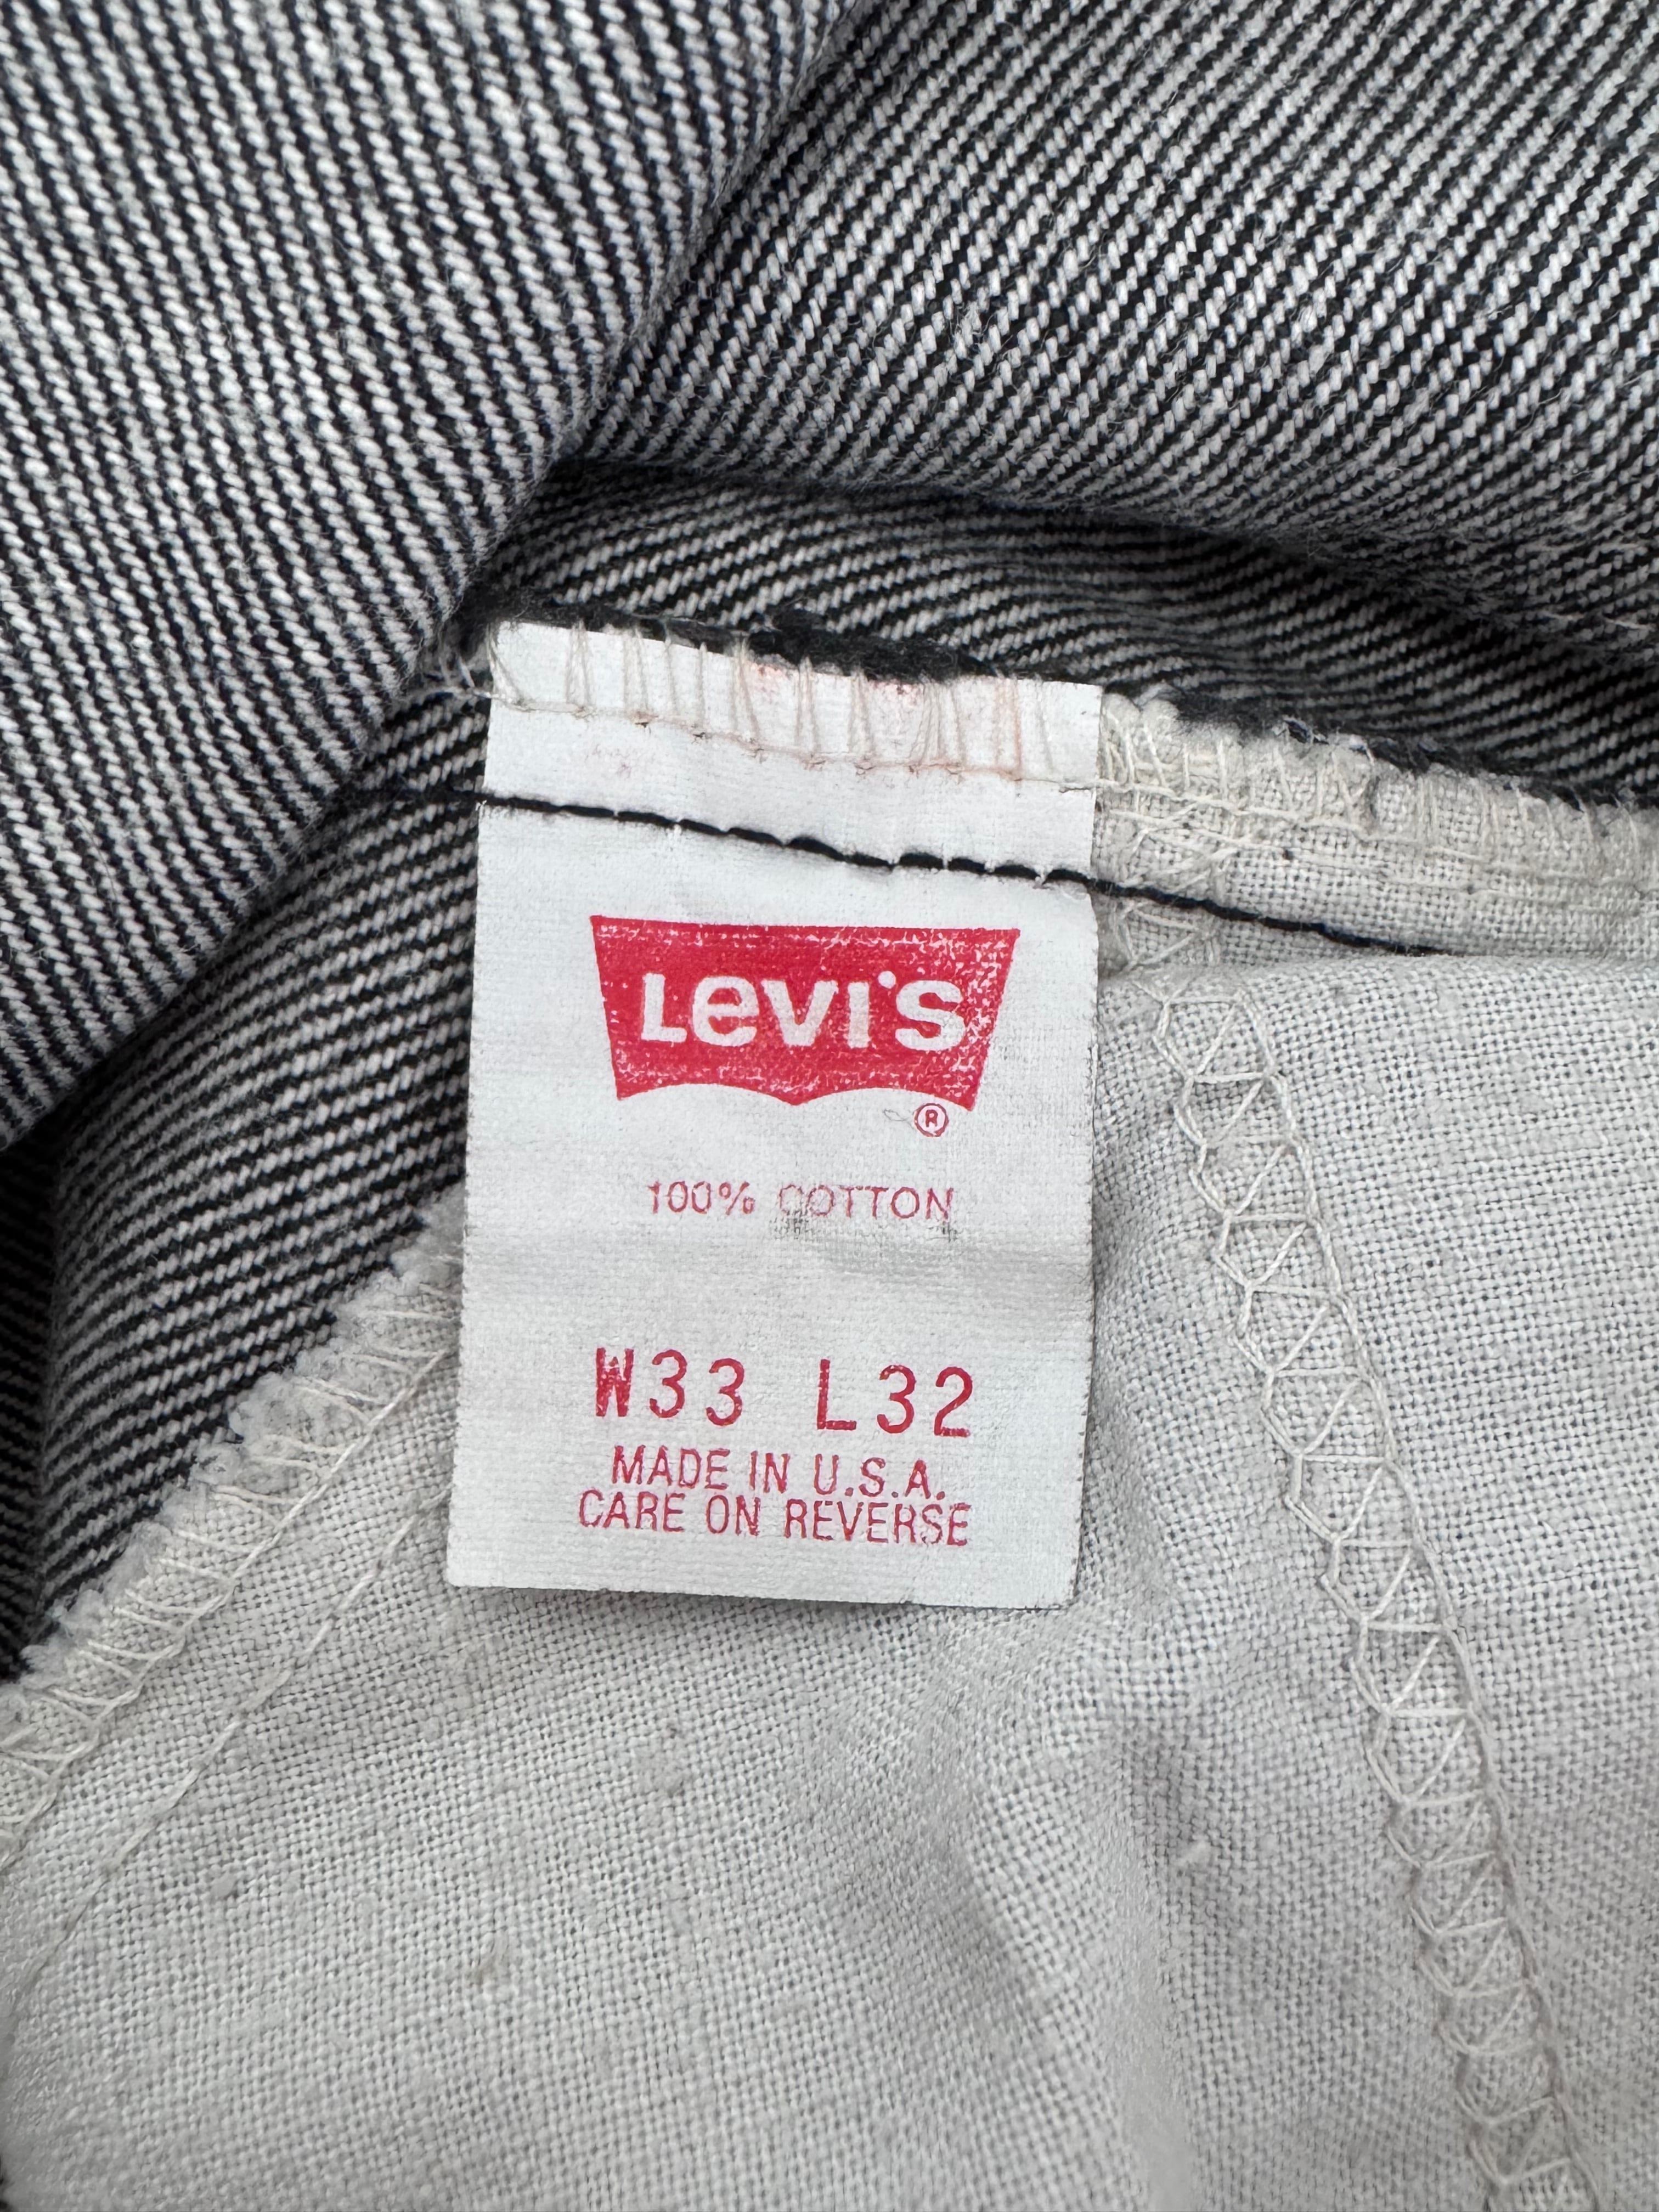 Levi's
®
100% COTTON
W33 L32
MADE IN U.S.A.
CARE ON REVERSE